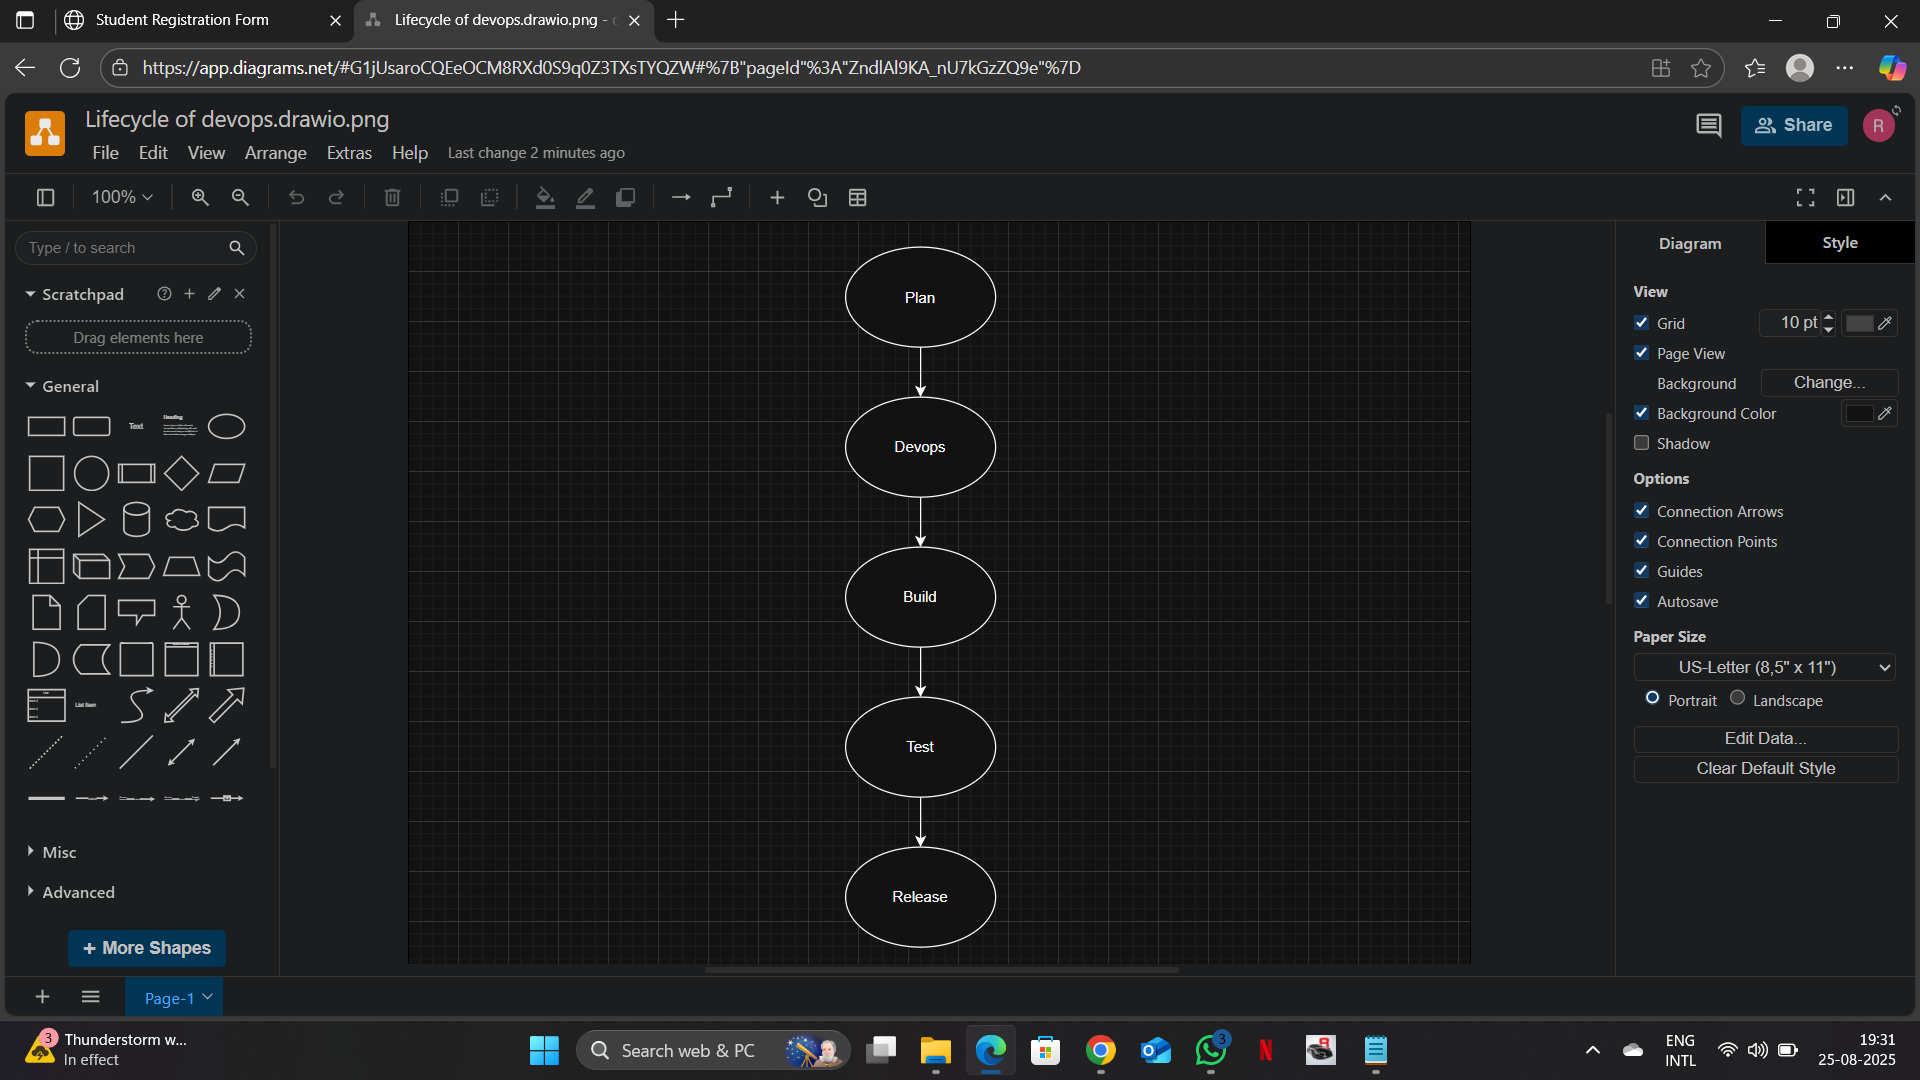 Student Registration Form
Lifecycle of devops.drawio.png -
https://app.diagrams.net/#G1jUsaroCQEeOCM8RXd0S9q0Z3TXsTYQZW#%7B"pageId"%3A"ZndlAl9KA_nU7kGzZQ9e"%7D
Lifecycle of devops.drawio.png
File Edit View Arrange Extras Help Last change 2 minutes ago
Share
R
100%
Type / to search
Scratchpad
Drag elements here
General
Text
Heading
List Item
Misc
Advanced
+ More Shapes
Plan
Devops
Build
Test
Release
Diagram Style
View
Grid 10 pt
Page View
Background Change...
Background Color
Shadow
Options
Connection Arrows
Connection Points
Guides
Autosave
Paper Size
US-Letter (8,5" x 11")
Portrait Landscape
Edit Data...
Clear Default Style
Page-1
3
Thunderstorm w...
In effect
Search web & PC
3
N
ENG
INTL
19:31
25-08-2025